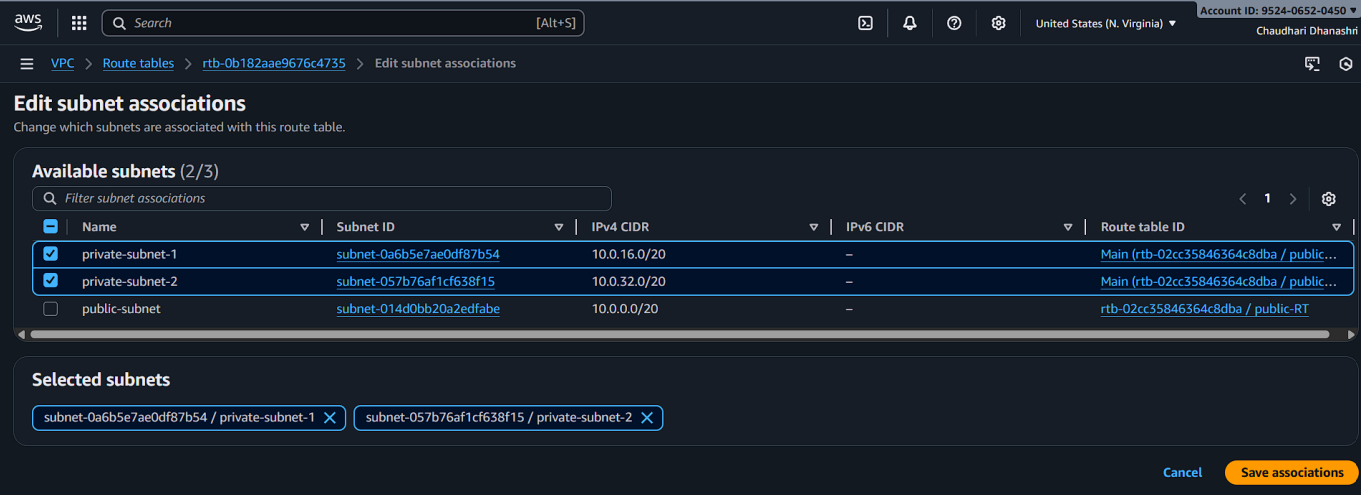 aws
Search [Alt+S]
United States (N. Virginia)
Account ID: 9524-0652-0450
Chaudhari Dhanashri
VPC > Route tables > rtb-0b182aae9676c4735 > Edit subnet associations
Edit subnet associations
Change which subnets are associated with this route table.
Available subnets (2/3)
Filter subnet associations
1
Name Subnet ID IPv4 CIDR IPv6 CIDR Route table ID
private-subnet-1 subnet-0a6b5e7ae0df87b54 10.0.16.0/20 – Main (rtb-02cc35846364c8dba / public...
private-subnet-2 subnet-057b76af1cf638f15 10.0.32.0/20 – Main (rtb-02cc35846364c8dba / public...
public-subnet subnet-014d0bb20a2edfabe 10.0.0.0/20 – rtb-02cc35846364c8dba / public-RT
Selected subnets
subnet-0a6b5e7ae0df87b54 / private-subnet-1 subnet-057b76af1cf638f15 / private-subnet-2
Cancel Save associations